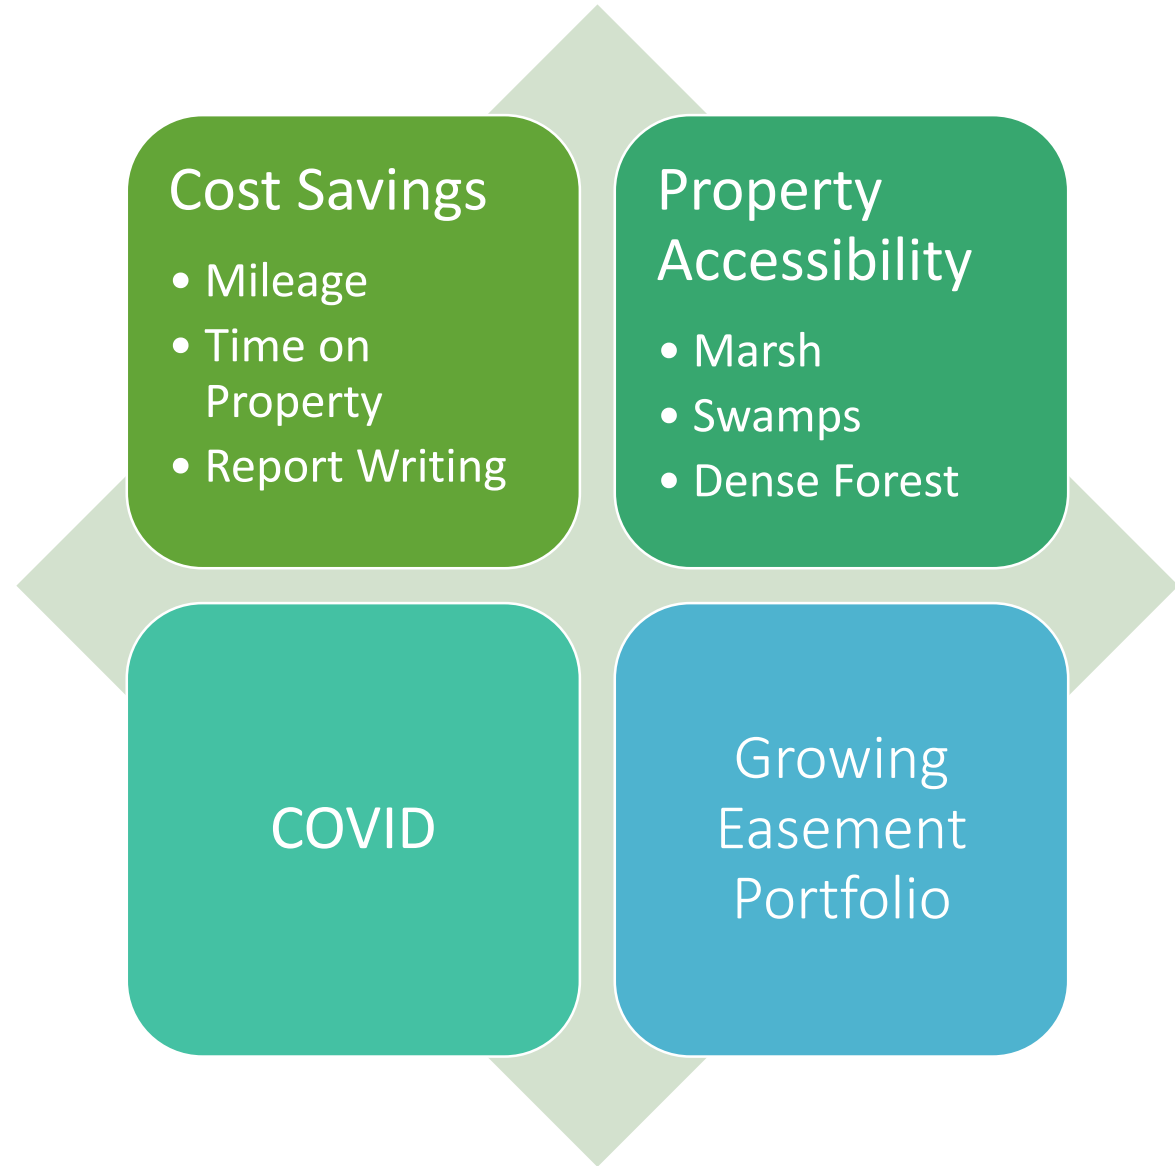 Cost Savings
• Mileage
• Time on
Property
• Report Writing
Property
Accessibility
• Marsh
• Swamps
• Dense Forest
COVID
Growing
Easement
Portfolio